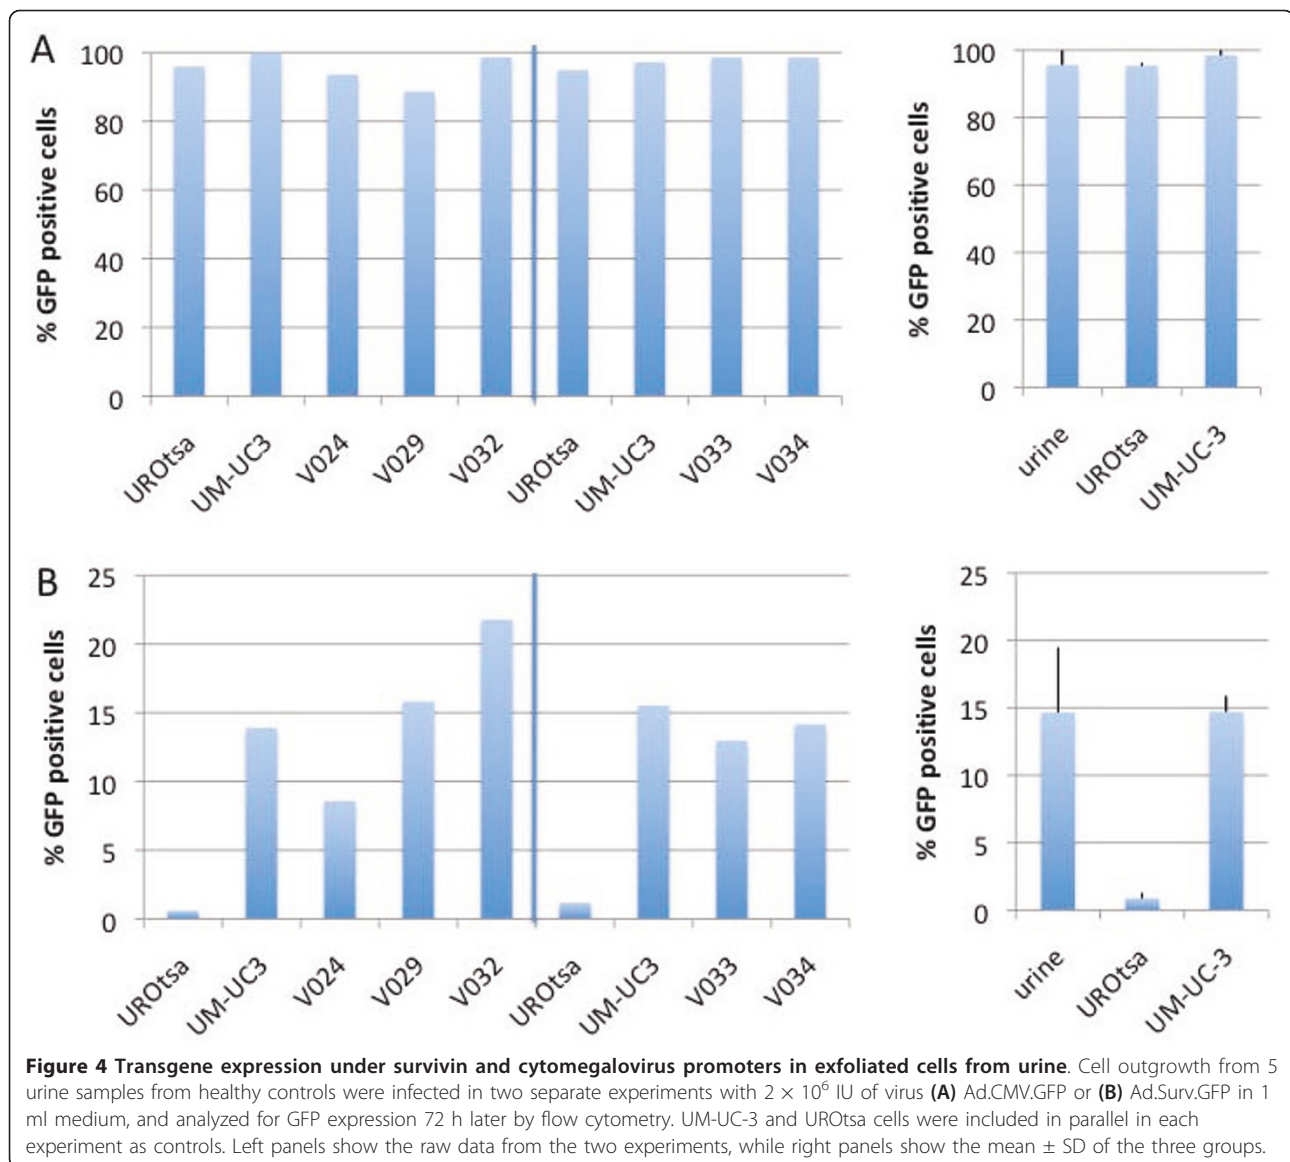 A
% GFP positive cells
100
80
60
40
20
0
UROtsa UM-UC3 V024 V029 V032 UROtsa UM-UC3 V033 V034
% GFP positive cells
100
80
60
40
20
0
urine UROtsa UM-UC-3
B
% GFP positive cells
25
20
15
10
5
0
UROtsa UM-UC3 V024 V029 V032 UROtsa UM-UC3 V033 V034
% GFP positive cells
25
20
15
10
5
0
urine UROtsa UM-UC-3
Figure 4 Transgene expression under survivin and cytomegalovirus promoters in exfoliated cells from urine. Cell outgrowth from 5
urine samples from healthy controls were infected in two separate experiments with 2 × 10⁶ IU of virus (A) Ad.CMV.GFP or (B) Ad.Surv.GFP in 1
ml medium, and analyzed for GFP expression 72 h later by flow cytometry. UM-UC-3 and UROtsa cells were included in parallel in each
experiment as controls. Left panels show the raw data from the two experiments, while right panels show the mean ± SD of the three groups.